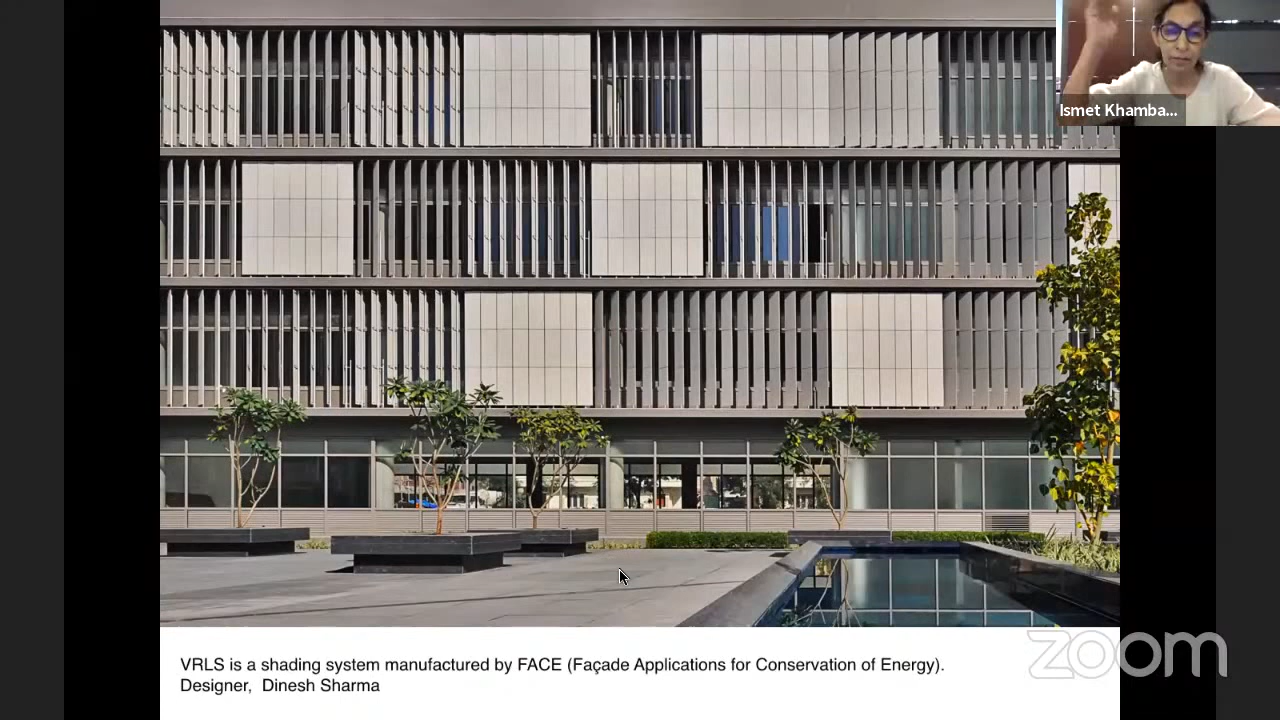 Ismet Khamba...
VRLS is a shading system manufactured by FACE (Façade Applications for Conservation of Energy).
Designer, Dinesh Sharma
zoom